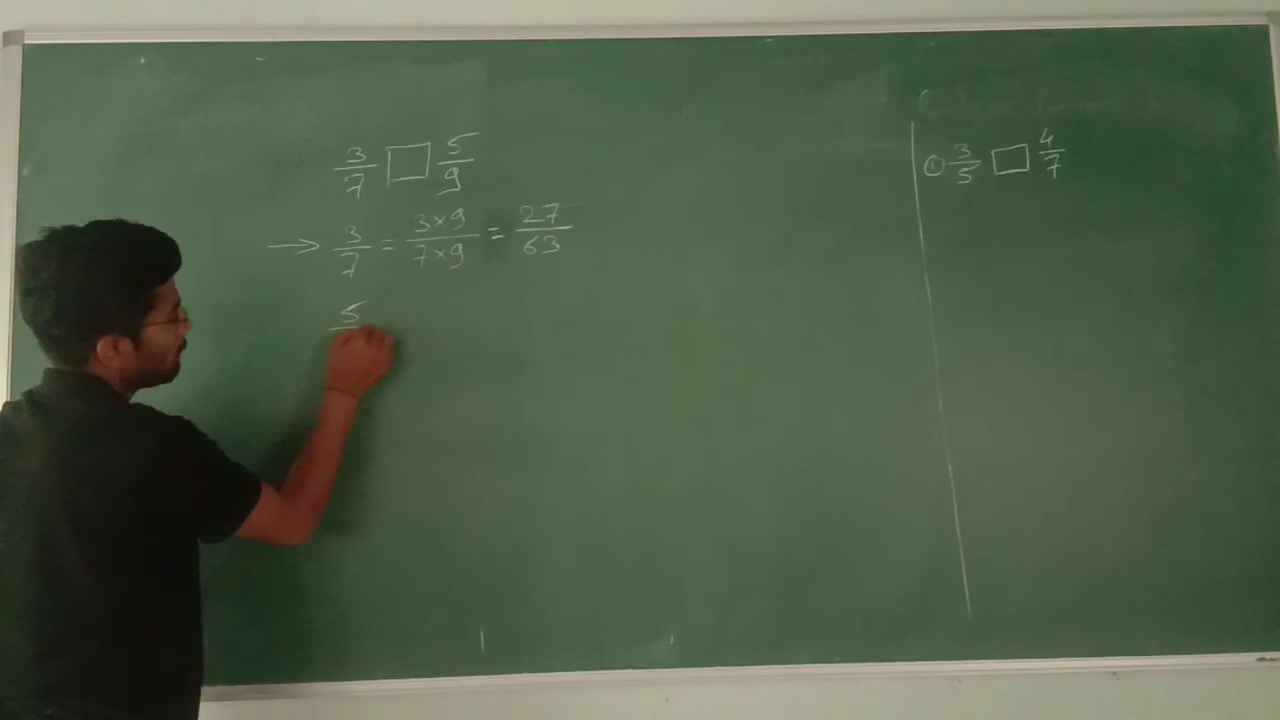 3/7 □ 5/9
→ 3/7 = 3×9/7×9 = 27/63
5
① 3/5 □ 4/7